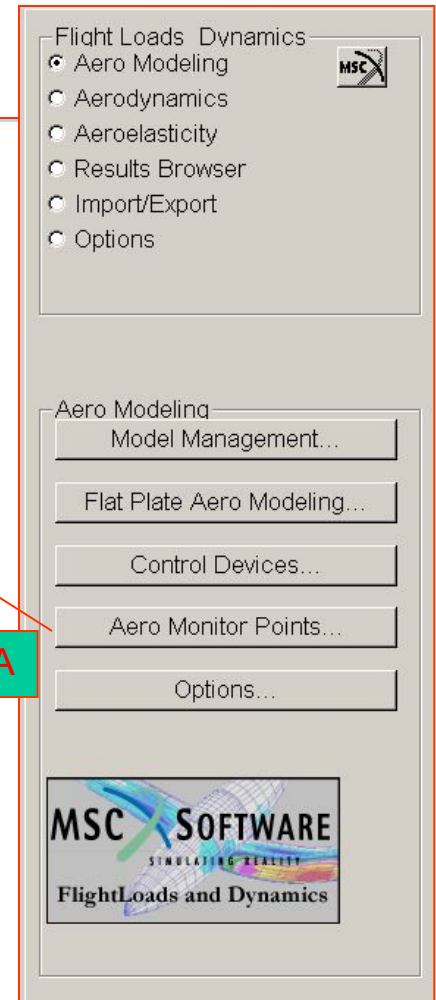 Flight Loads Dynamics
Aero Modeling
MSC
Aerodynamics
Aeroelasticity
Results Browser
Import/Export
Options
Aero Modeling
Model Management...
Flat Plate Aero Modeling...
Control Devices...
Aero Monitor Points...
A
Options...
MSC SOFTWARE
SIMULATING REALITY
FlightLoads and Dynamics